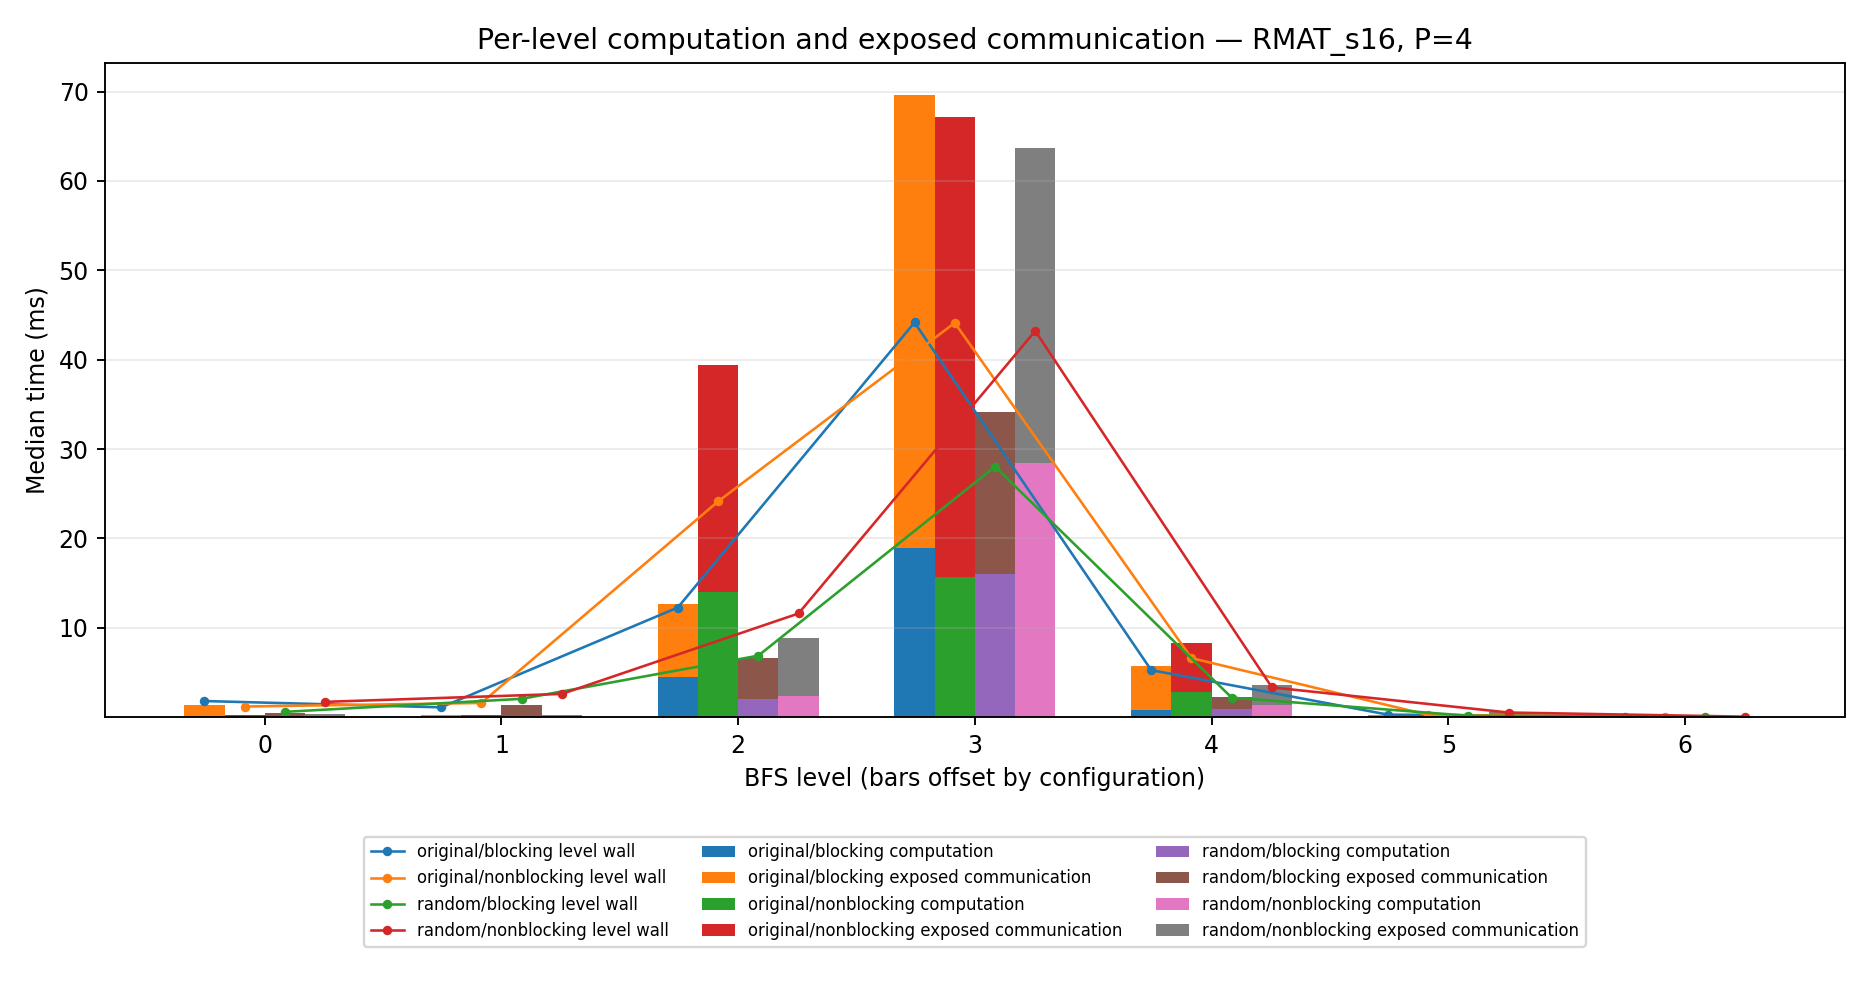 Per-level computation and exposed communication — RMAT_s16, P=4
Median time (ms)
70
60
50
40
30
20
10
0 1 2 3 4 5 6
BFS level (bars offset by configuration)
original/blocking level wall
original/nonblocking level wall
random/blocking level wall
random/nonblocking level wall
original/blocking computation
original/blocking exposed communication
original/nonblocking computation
original/nonblocking exposed communication
random/blocking computation
random/blocking exposed communication
random/nonblocking computation
random/nonblocking exposed communication